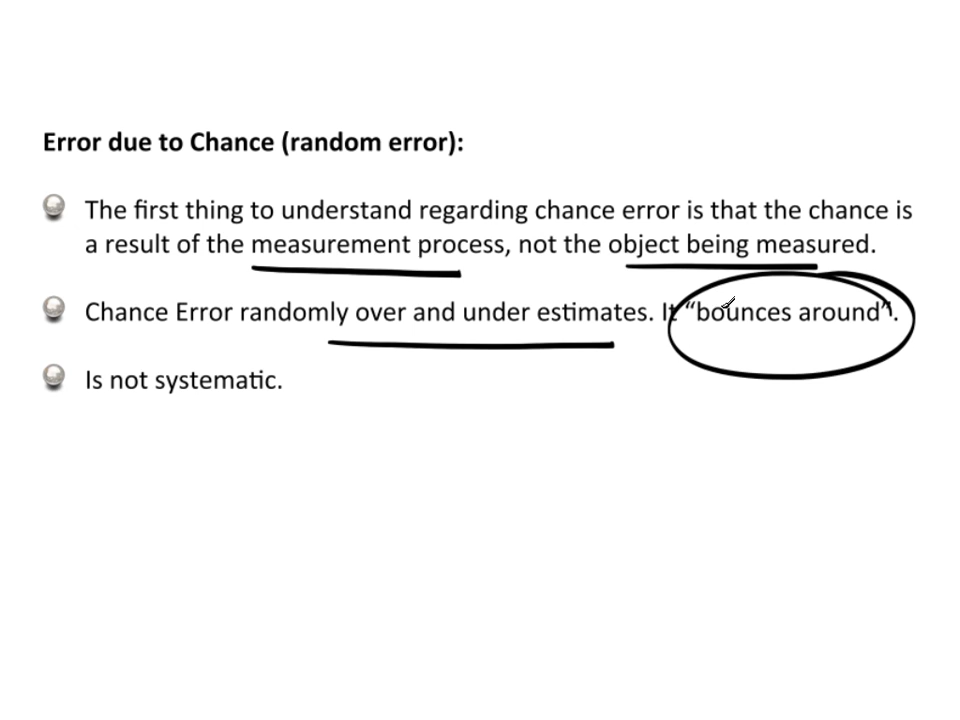 Error due to Chance (random error):
The first thing to understand regarding chance error is that the chance is
a result of the measurement process, not the object being measured.
Chance Error randomly over and under estimates. It “bounces around”.
Is not systematic.